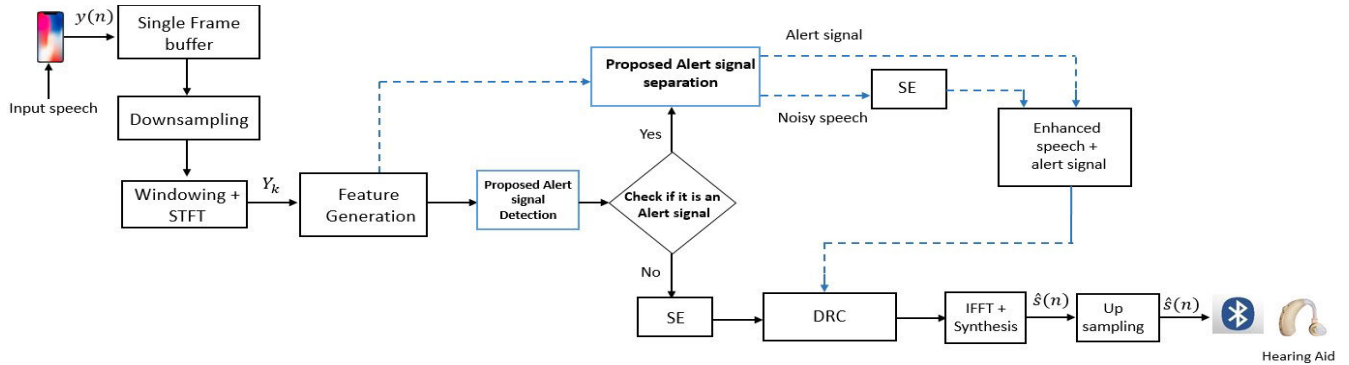 y(n)
Input speech
Single Frame
buffer
Downsampling
Windowing +
STFT
Y_k
Feature
Generation
Proposed Alert
signal
Detection
Check if it is an
Alert signal
Yes
No
Proposed Alert signal
separation
Alert signal
Noisy speech
SE
Enhanced
speech +
alert signal
SE
DRC
IFFT +
Synthesis
ŝ(n)
Up
sampling
ŝ(n)
Hearing Aid